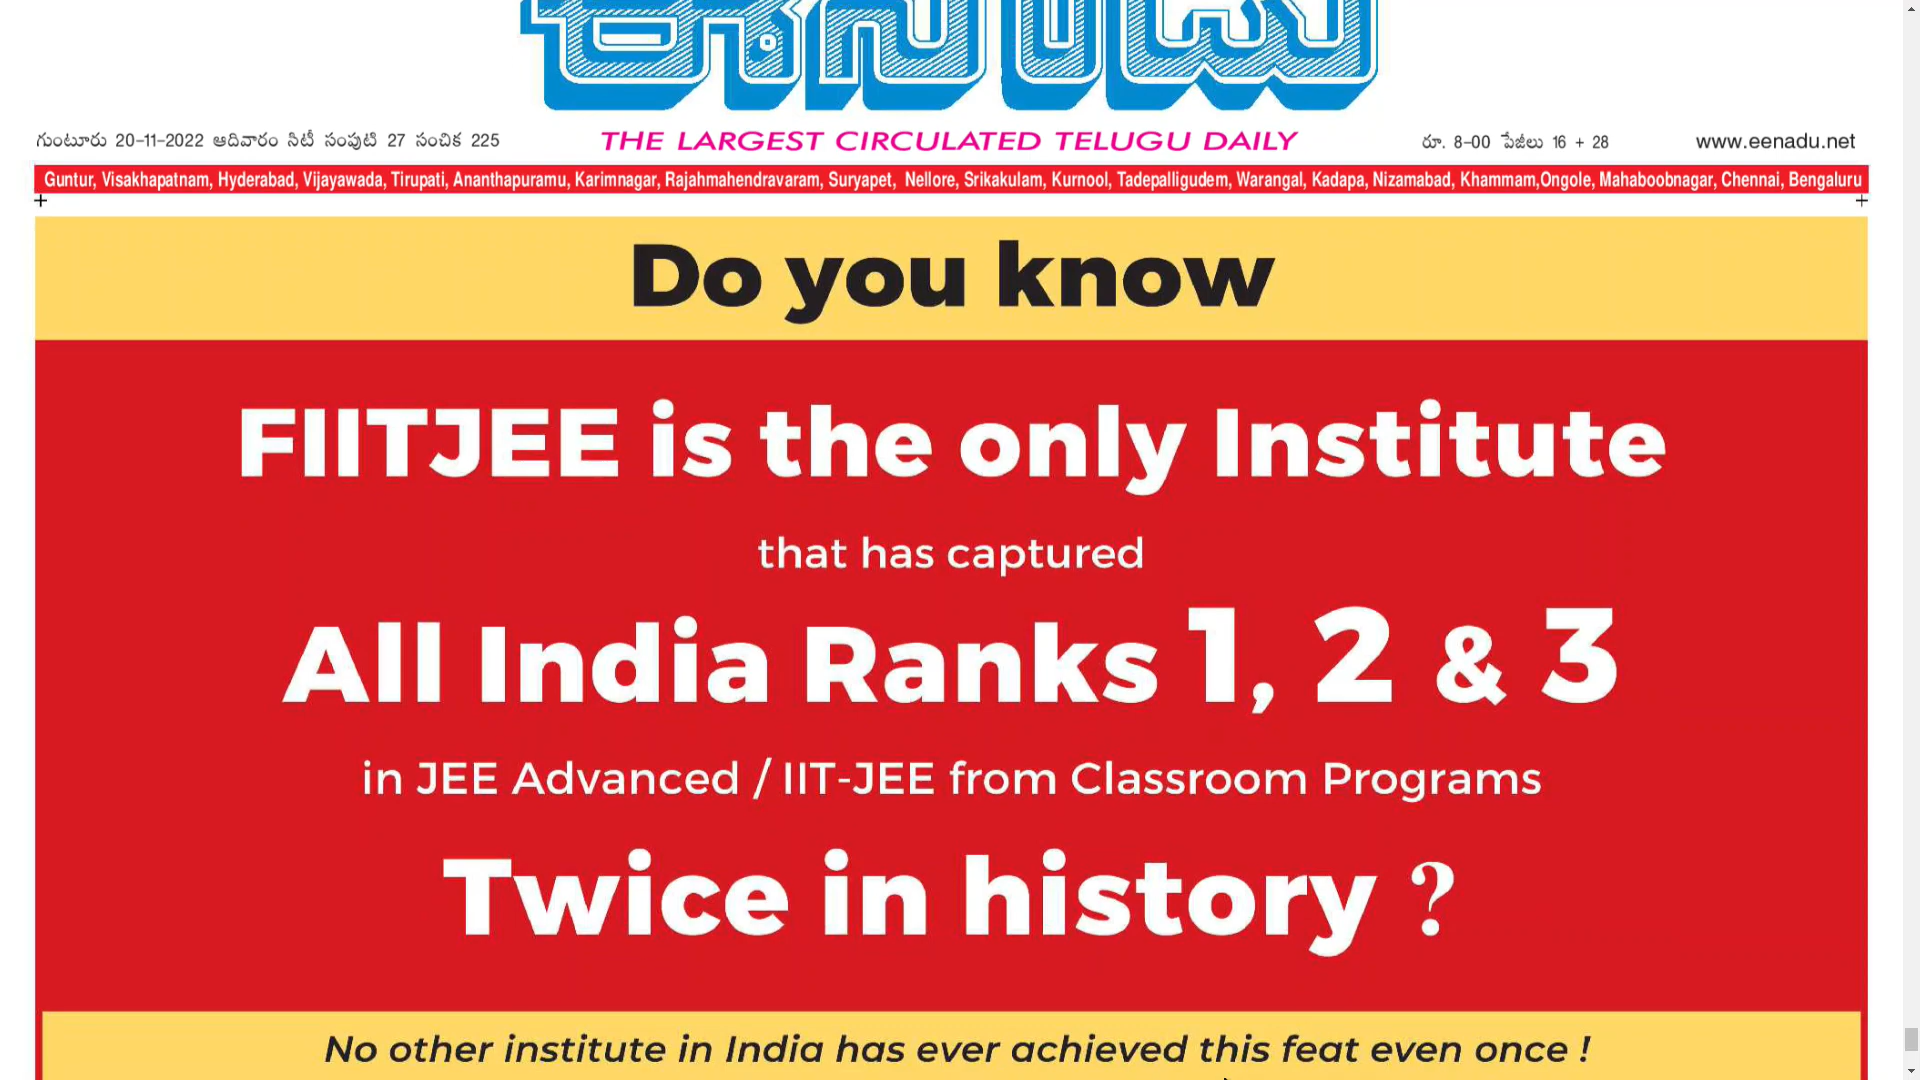 ఈనాడు
గుంటూరు 20-11-2022 ఆదివారం సిటీ సంపుటి 27 సంచిక 225 THE LARGEST CIRCULATED TELUGU DAILY రూ. 8-00 పేజీలు 16 + 28 www.eenadu.net
Guntur, Visakhapatnam, Hyderabad, Vijayawada, Tirupati, Ananthapuramu, Karimnagar, Rajahmahendravaram, Suryapet, Nellore, Srikakulam, Kurnool, Tadepalligudem, Warangal, Kadapa, Nizamabad, Khammam,Ongole, Mahaboobnagar, Chennai, Bengaluru
Do you know
FIITJEE is the only Institute
that has captured
All India Ranks 1, 2 & 3
in JEE Advanced / IIT-JEE from Classroom Programs
Twice in history ?
No other institute in India has ever achieved this feat even once !